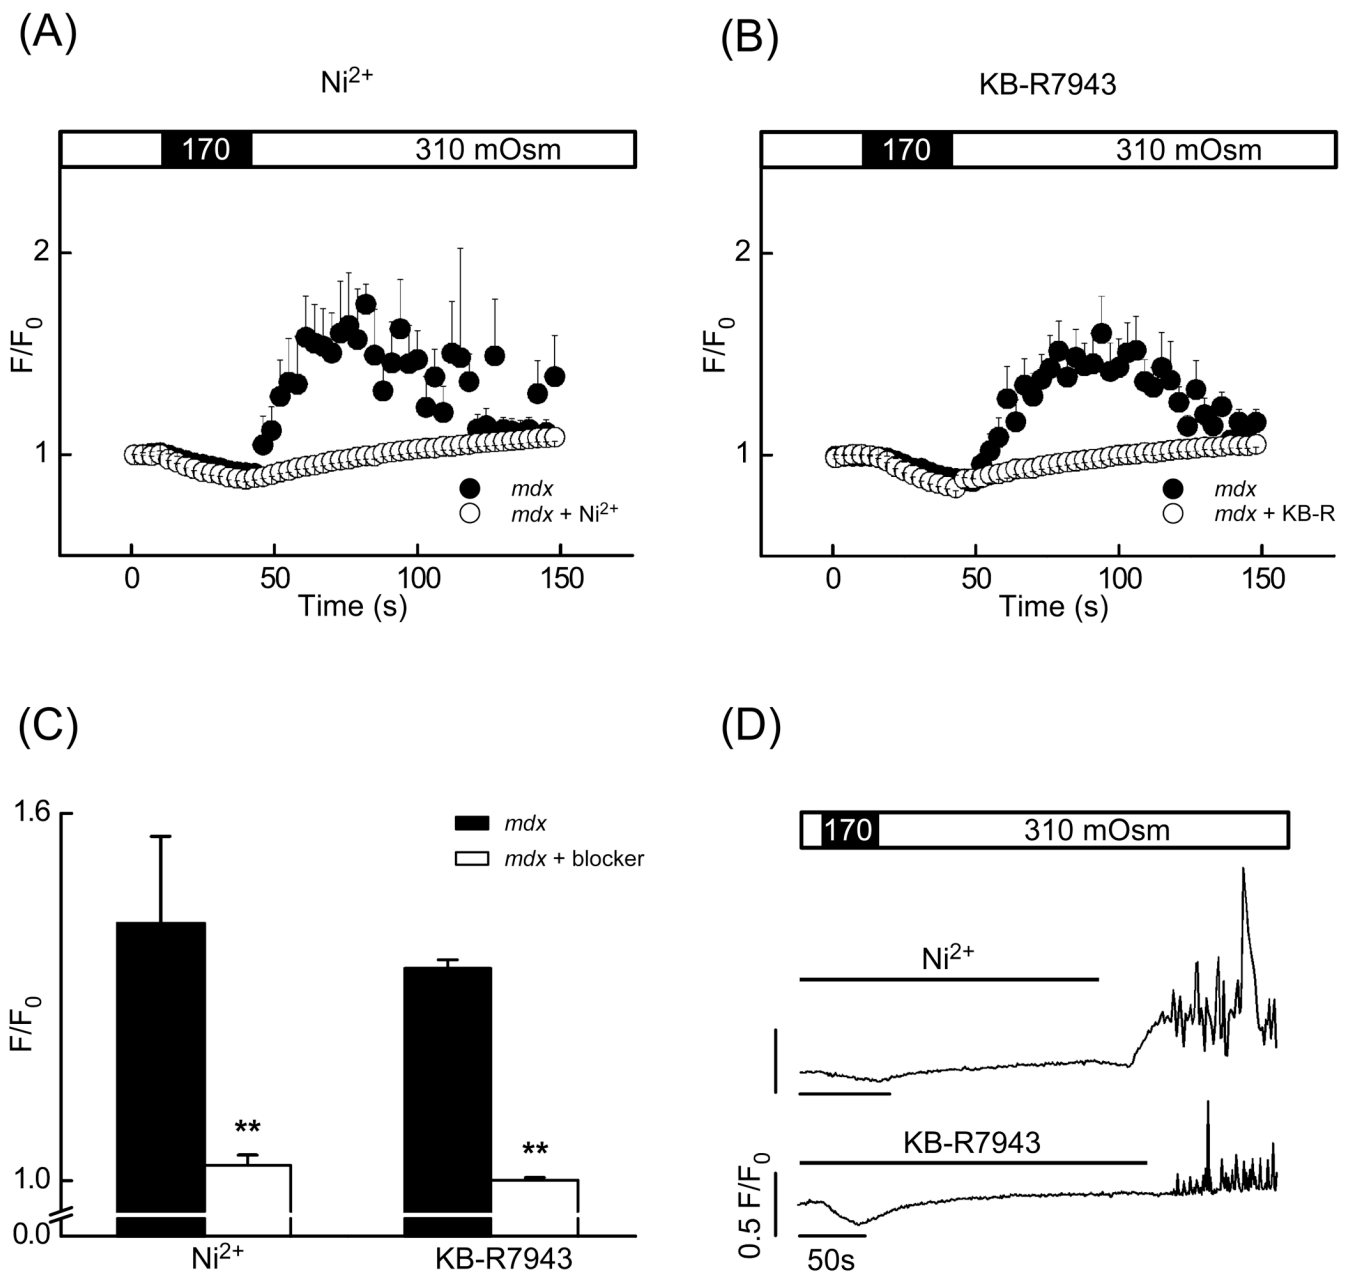 (A)
Ni²⁺
170 310 mOsm
2
1
F/F₀
mdx
mdx + Ni²⁺
0 50 100 150
Time (s)
(B)
KB-R7943
170 310 mOsm
2
1
F/F₀
mdx
mdx + KB-R
0 50 100 150
Time (s)
(C)
1.6
1.0
0.0
F/F₀
mdx
mdx + blocker
**
**
Ni²⁺ KB-R7943
(D)
170 310 mOsm
Ni²⁺
KB-R7943
0.5 F/F₀
50s